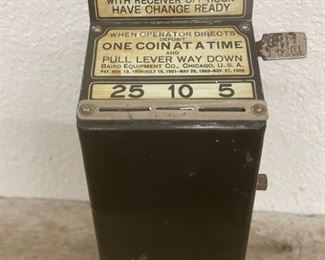 WITH RECEIVER OFF HOOK
HAVE CHANGE READY
WHEN OPERATOR DIRECTS
DEPOSIT
ONE COIN AT A TIME
AND
PULL LEVER WAY DOWN
BAIRD EQUIPMENT CO., CHICAGO, U.S.A.
25 10 5